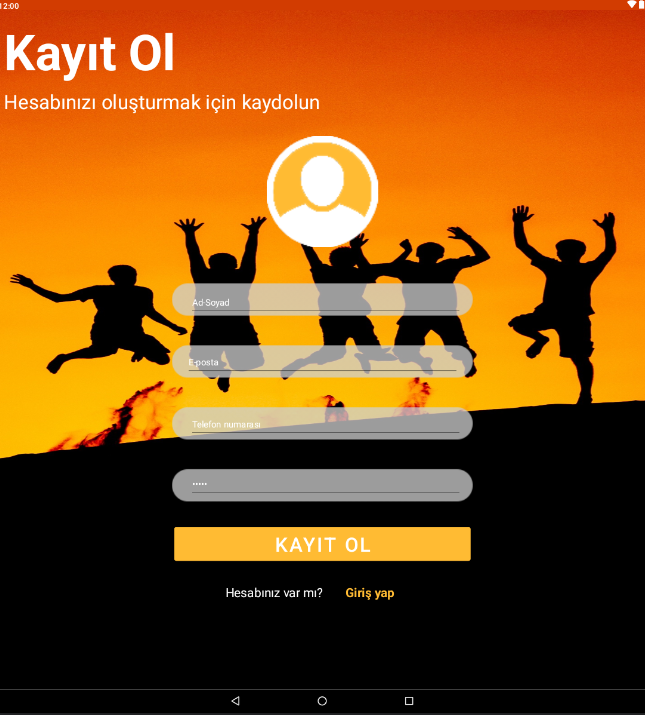 12:00
Kayıt Ol
Hesabınızı oluşturmak için kaydolun
Ad-Soyad
E-posta
Telefon numarası
•••••
KAYIT OL
Hesabınız var mı? Giriş yap